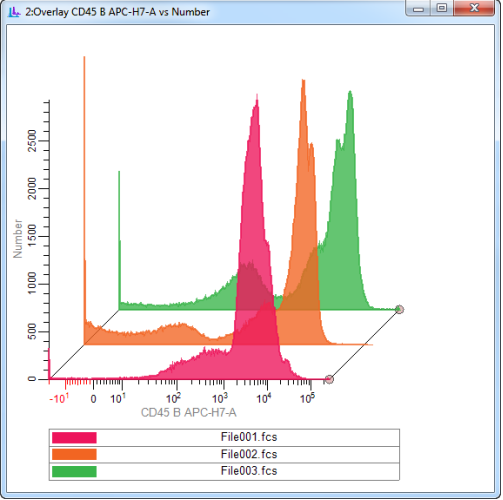 2:Overlay CD45 B APC-H7-A vs Number
Number
2500
2000
1500
1000
500
0
-10¹ 0 10¹ 10² 10³ 10⁴ 10⁵
CD45 B APC-H7-A
File001.fcs
File002.fcs
File003.fcs